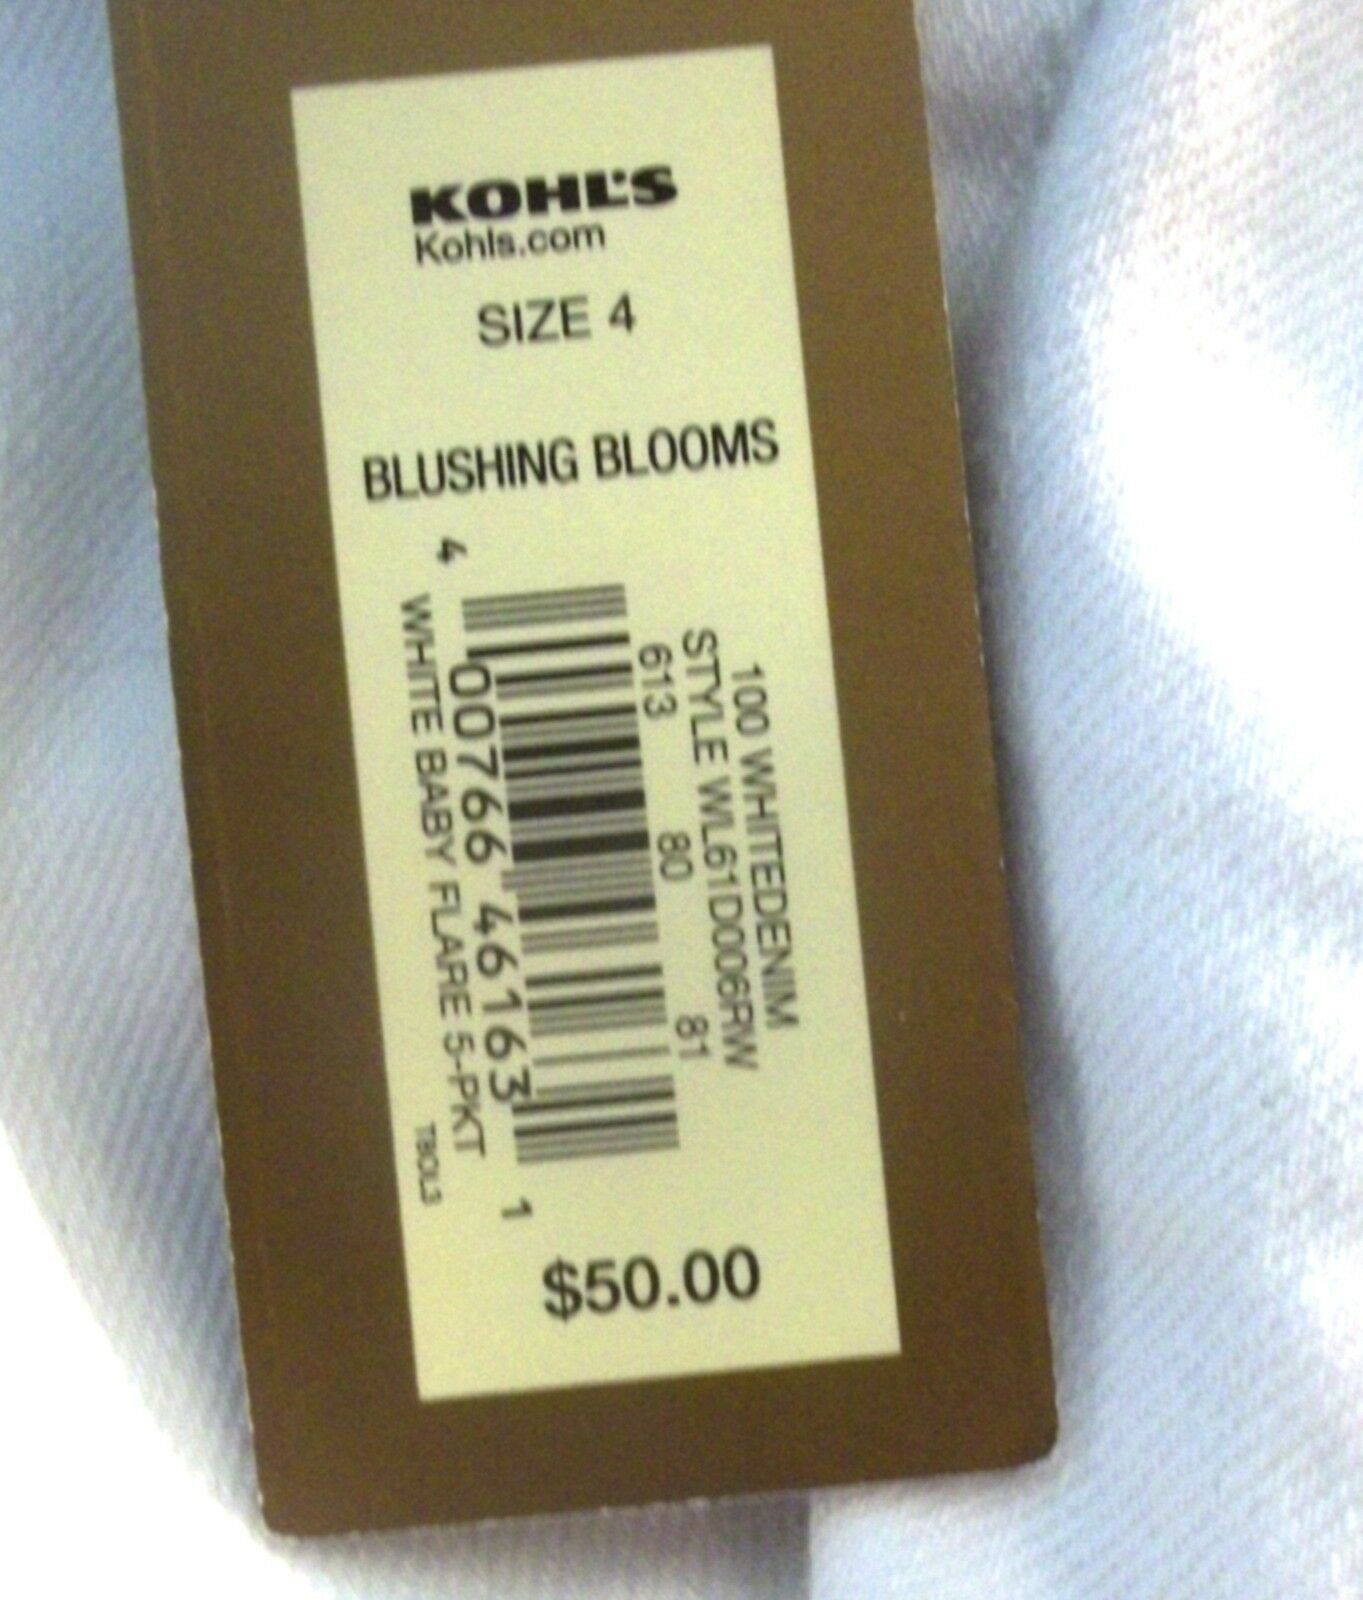 KOHL'S
Kohls.com
SIZE 4
BLUSHING BLOOMS
100 WHITEDENIM
STYLE WL61D006RW
613 80 81
4 00766 46163 1
WHITE BABY FLARE 5-PKT
$50.00